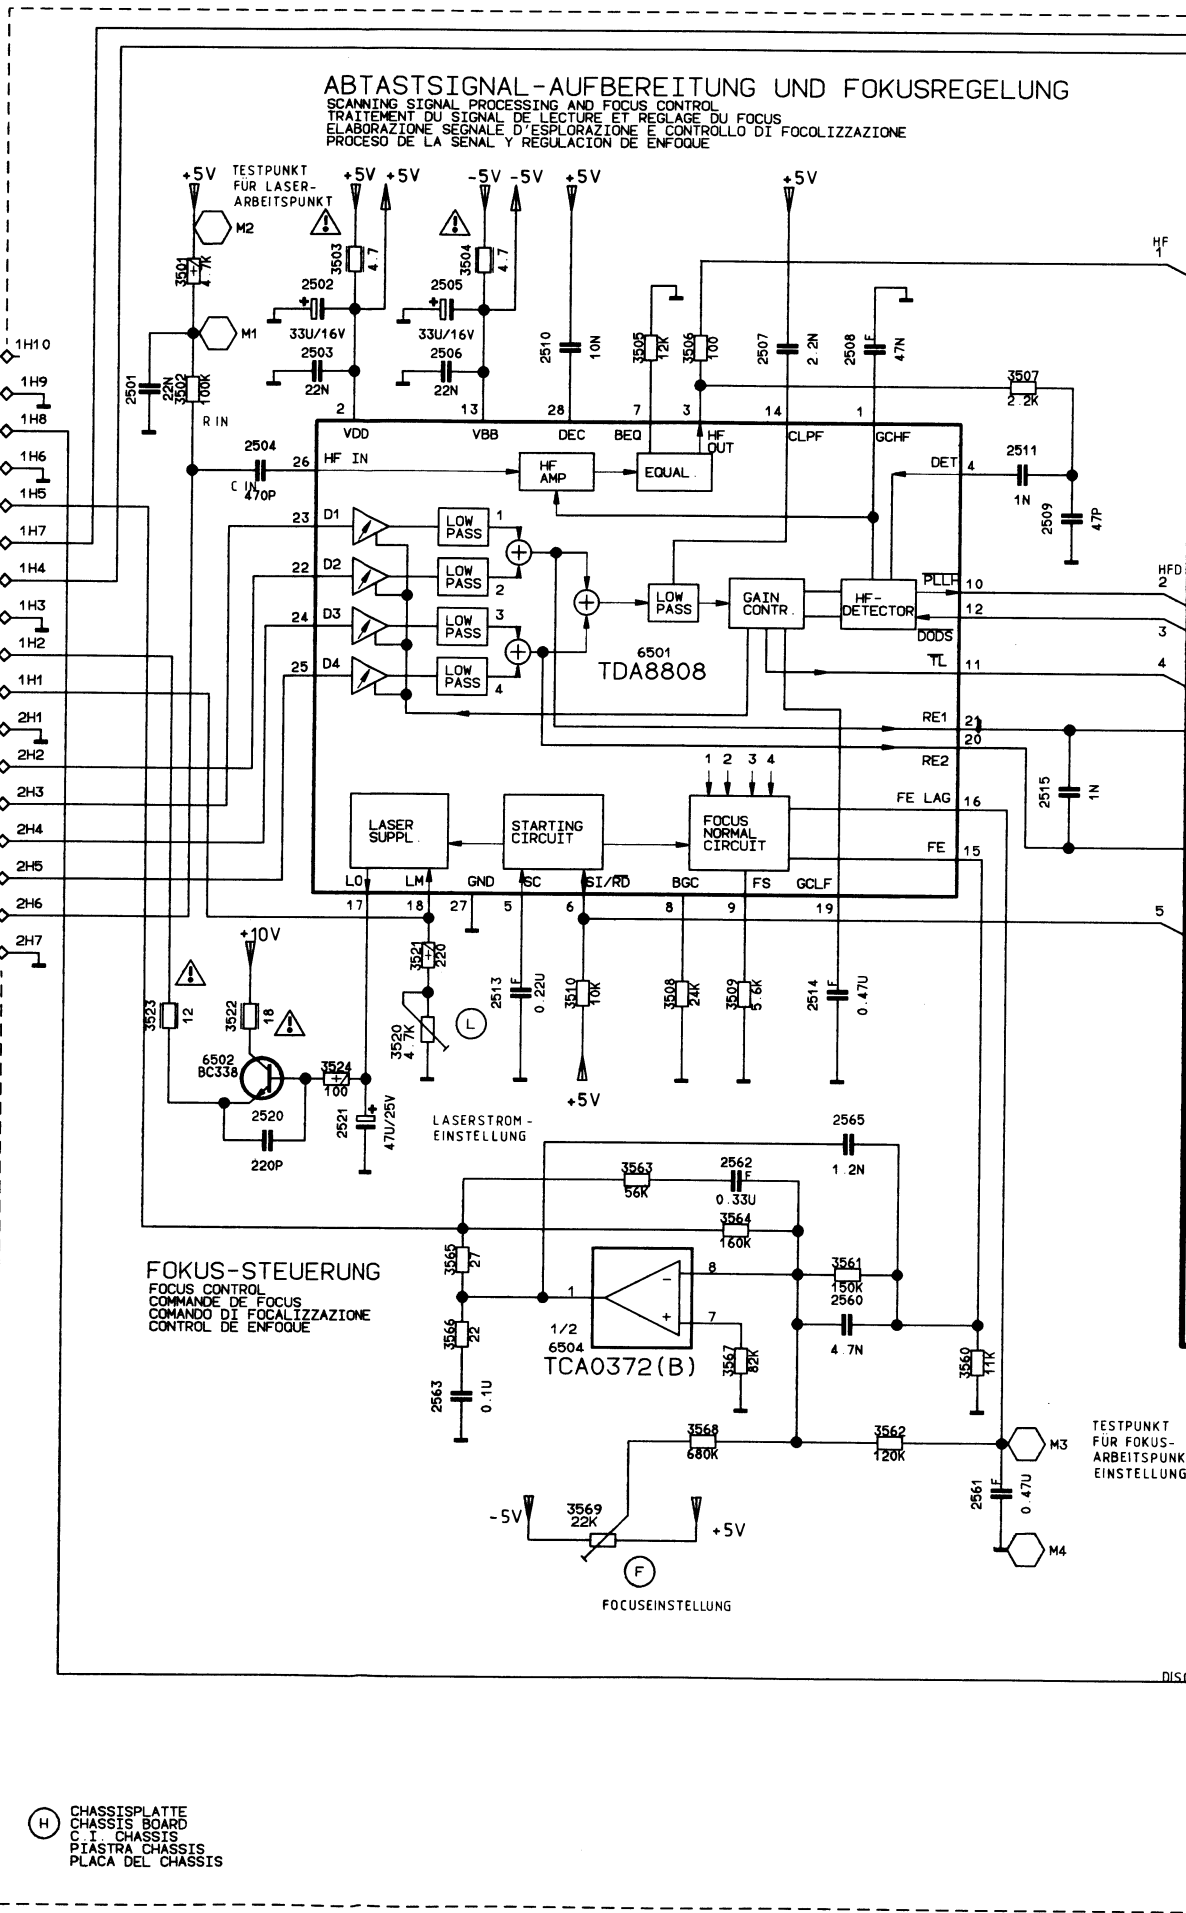 ABTASTSIGNAL-AUFBEREITUNG UND FOKUSREGELUNG
SCANNING SIGNAL PROCESSING AND FOCUS CONTROL
TRAITEMENT DU SIGNAL DE LECTURE ET REGLAGE DU FOCUS
ELABORAZIONE SEGNALE D'ESPLORAZIONE E CONTROLLO DI FOCOLIZZAZIONE
PROCESO DE LA SENAL Y REGULACION DE ENFOQUE
+5V
TESTPUNKT
FÜR LASER-
ARBEITSPUNKT
+5V +5V
-5V -5V
+5V
+5V
M2
3501
4.7K
3503
4.7
3504
4.7
HF
1
2502
33U/16V
2505
33U/16V
M1
2503
22N
2506
22N
2510
10N
3505
12K
3506
100
2507
2.2N
2508
F
47N
3507
2.2K
2501
22N
3502
100K
R IN
1H10
1H9
1H8
1H6
1H5
1H7
1H4
1H3
1H2
1H1
2H1
2H2
2H3
2H4
2H5
2H6
2H7
2
13
28
7
3
14
1
VDD
VBB
DEC
BEQ
HF
OUT
CLPF
GCHF
2504
C IN
470P
26
HF IN
HF
AMP
EQUAL.
DET
4
2511
1N
2509
47P
23
D1
LOW
PASS
1
22
D2
LOW
PASS
2
24
D3
LOW
PASS
3
25
D4
LOW
PASS
4
LOW
PASS
GAIN
CONTR.
HF-
DETECTOR
PLLH
10
HFD
2
12
3
DODS
TL
11
4
6501
TDA8808
RE1
21
20
RE2
2515
1N
1 2 3 4
LASER
SUPPL.
STARTING
CIRCUIT
FOCUS
NORMAL
CIRCUIT
FE LAG
16
FE
15
LO
LM
GND
SC
SI/RD
BGC
FS
GCLF
17
18
27
5
6
8
9
19
5
+10V
3521
220
3520
4.7K
L
2513
F
0.22U
3510
10K
3508
24K
3509
5.6K
2514
F
0.47U
3523
12
3522
18
6502
BC338
3524
100
2520
220P
2521
47U/25V
+5V
LASERSTROM-
EINSTELLUNG
2565
1.2N
3563
56K
2562
F
0.33U
3564
160K
FOKUS-STEUERUNG
FOCUS CONTROL
COMMANDE DE FOCUS
COMANDO DI FOCALIZZAZIONE
CONTROL DE ENFOQUE
3565
27
3566
22
2563
0.1U
1
8
7
-
+
1/2
6504
TCA0372(B)
3561
150K
2560
4.7N
3567
82K
3560
11K
3568
680K
3562
120K
M3
TESTPUNKT
FÜR FOKUS-
ARBEITSPUNK
EINSTELLUNG
2561
F
0.47U
M4
-5V
3569
22K
+5V
F
FOCUSEINSTELLUNG
H
CHASSISPLATTE
CHASSIS BOARD
C.I. CHASSIS
PIASTRA CHASSIS
PLACA DEL CHASSIS